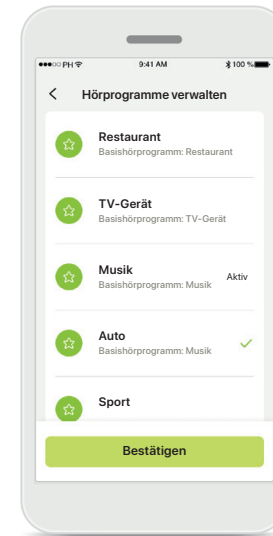 PH 9:41 AM 100 %
Hörprogramme verwalten
Restaurant
Basishörprogramm: Restaurant
TV-Gerät
Basishörprogramm: TV-Gerät
Musik
Basishörprogramm: Musik
Aktiv
Auto
Basishörprogramm: Musik
Sport
Bestätigen